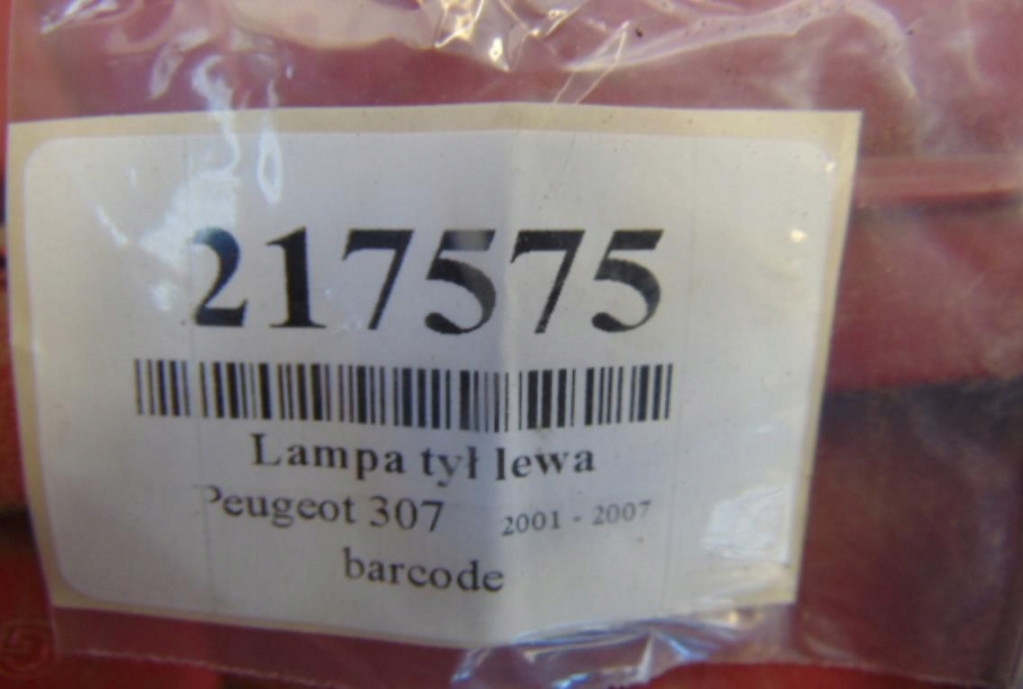 217575
Lampa tył lewa
Peugeot 307 2001 - 2007
barcode